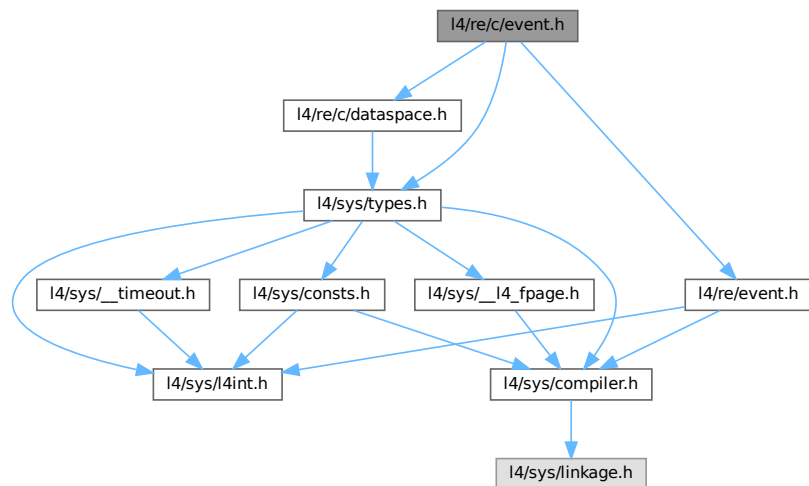 l4/re/c/event.h
l4/re/c/dataspace.h
l4/sys/types.h
l4/sys/__timeout.h
l4/sys/consts.h
l4/sys/__l4_fpage.h
l4/re/event.h
l4/sys/l4int.h
l4/sys/compiler.h
l4/sys/linkage.h